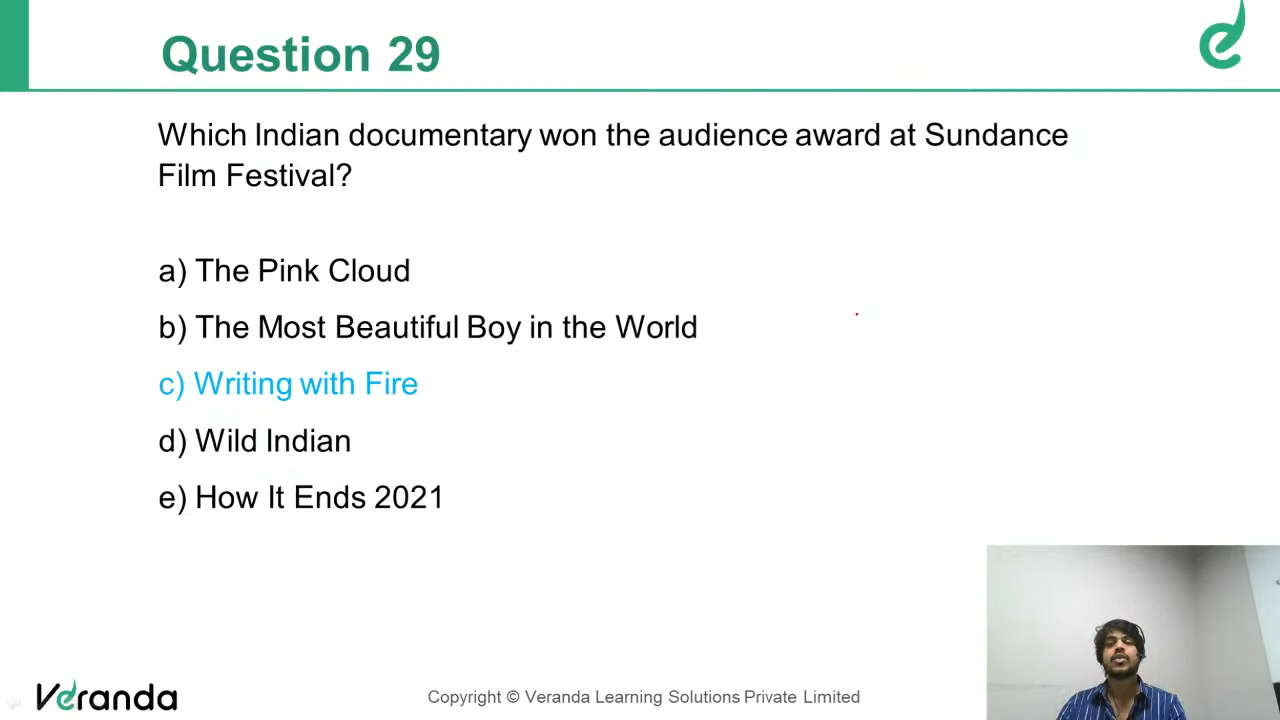 Question 29
Which Indian documentary won the audience award at Sundance
Film Festival?
a) The Pink Cloud
b) The Most Beautiful Boy in the World
c) Writing with Fire
d) Wild Indian
e) How It Ends 2021
Veranda
Copyright © Veranda Learning Solutions Private Limited